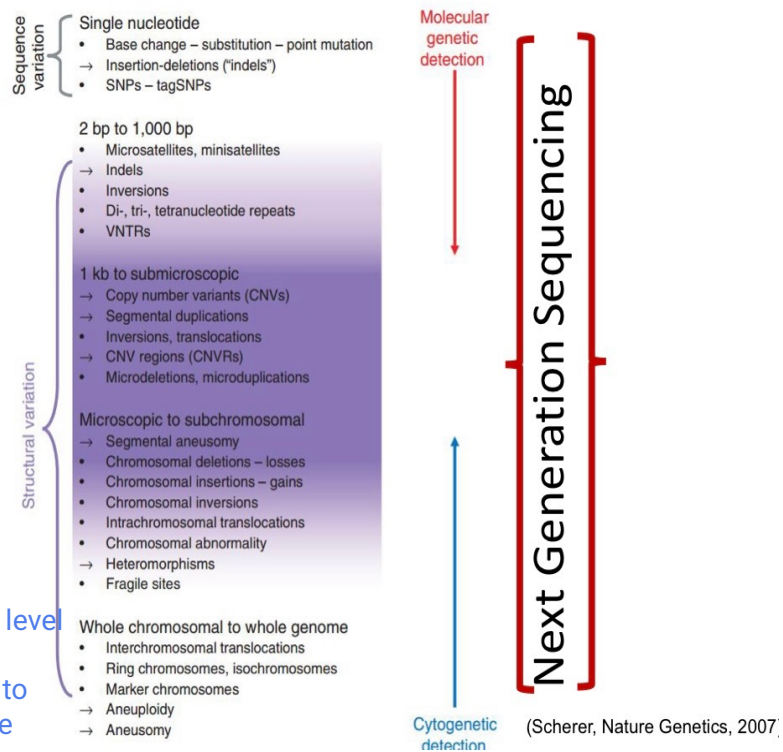 Sequence
variation
Single nucleotide
• Base change – substitution – point mutation
→ Insertion-deletions ("indels")
• SNPs – tagSNPs
2 bp to 1,000 bp
• Microsatellites, minisatellites
→ Indels
• Inversions
• Di-, tri-, tetranucleotide repeats
• VNTRs
1 kb to submicroscopic
→ Copy number variants (CNVs)
→ Segmental duplications
• Inversions, translocations
→ CNV regions (CNVRs)
• Microdeletions, microduplications
Structural variation
Microscopic to subchromosomal
→ Segmental aneusomy
• Chromosomal deletions – losses
• Chromosomal insertions – gains
• Chromosomal inversions
• Intrachromosomal translocations
• Chromosomal abnormality
→ Heteromorphisms
• Fragile sites
Whole chromosomal to whole genome
• Interchromosomal translocations
• Ring chromosomes, isochromosomes
• Marker chromosomes
→ Aneuploidy
→ Aneusomy
level
to
e
Molecular
genetic
detection
Cytogenetic
detection
Next Generation Sequencing
(Scherer, Nature Genetics, 2007)